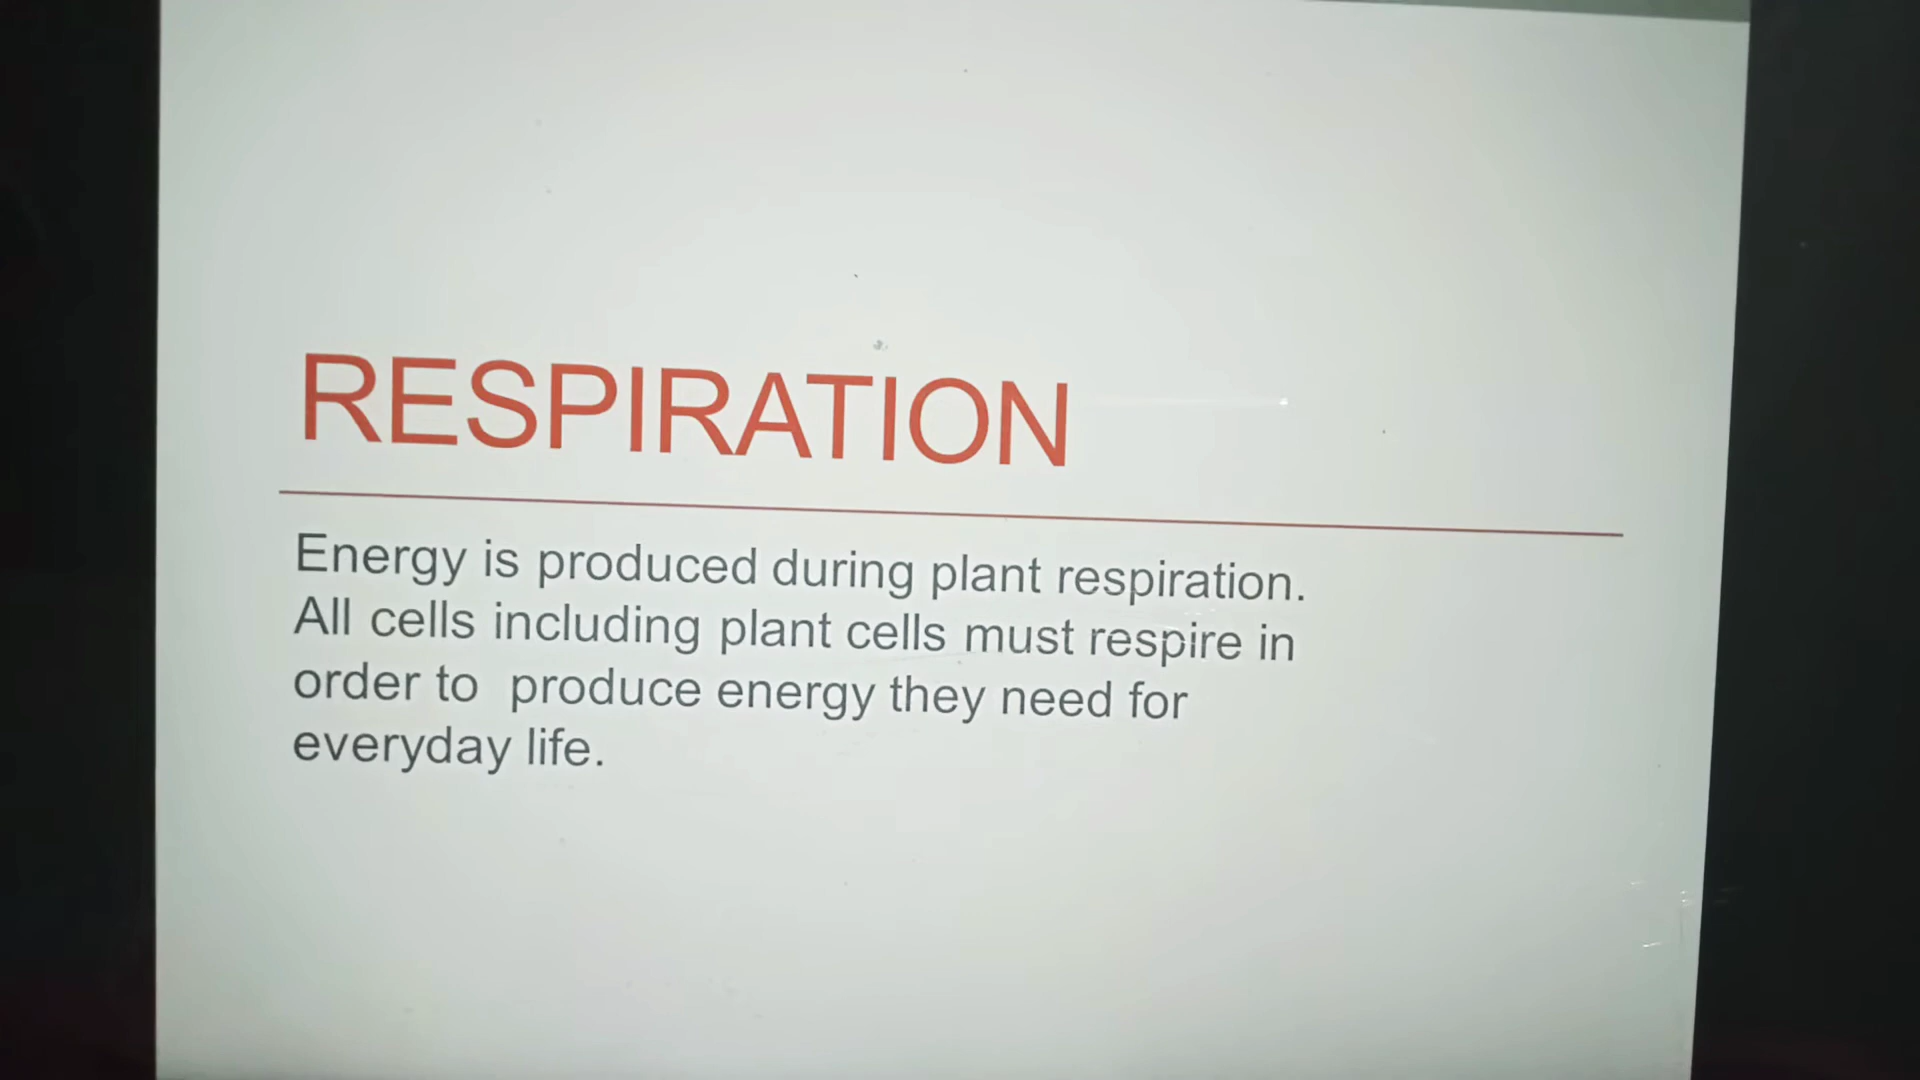 RESPIRATION
Energy is produced during plant respiration.
All cells including plant cells must respire in
order to  produce energy they need for
everyday life.